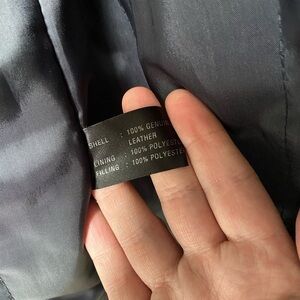 SHELL : 100% GENUINE
LEATHER
LINING : 100% POLYESTER
FILLING : 100% POLYESTER